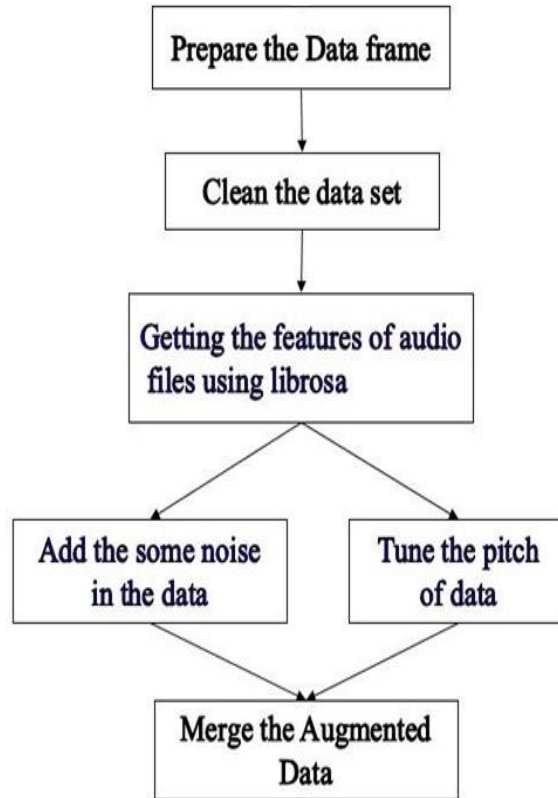 Prepare the Data frame
Clean the data set
Getting the features of audio
files using librosa
Add the some noise
in the data
Tune the pitch
of data
Merge the Augmented
Data